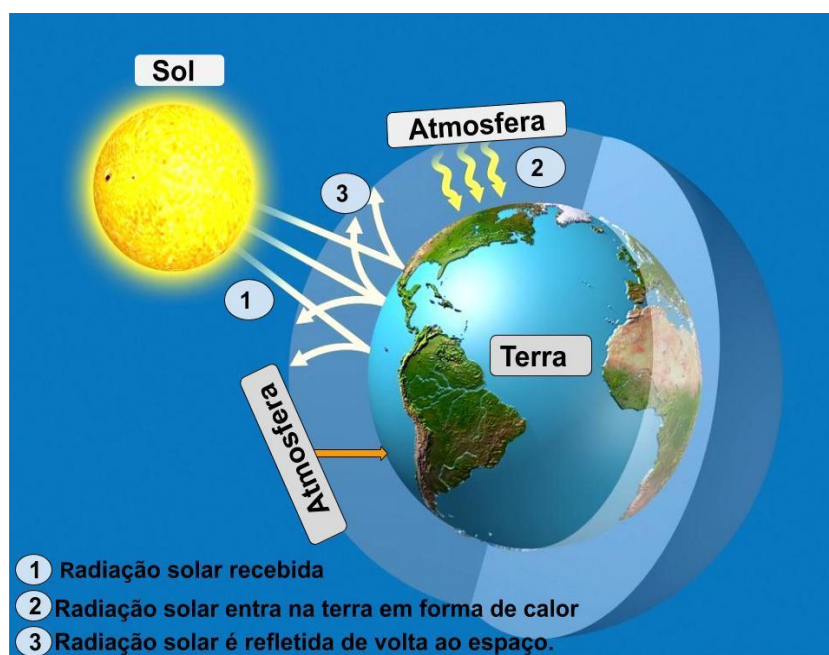 Sol
Atmosfera
2
3
1
Terra
Atmosfera
1 Radiação solar recebida
2 Radiação solar entra na terra em forma de calor
3 Radiação solar é refletida de volta ao espaço.